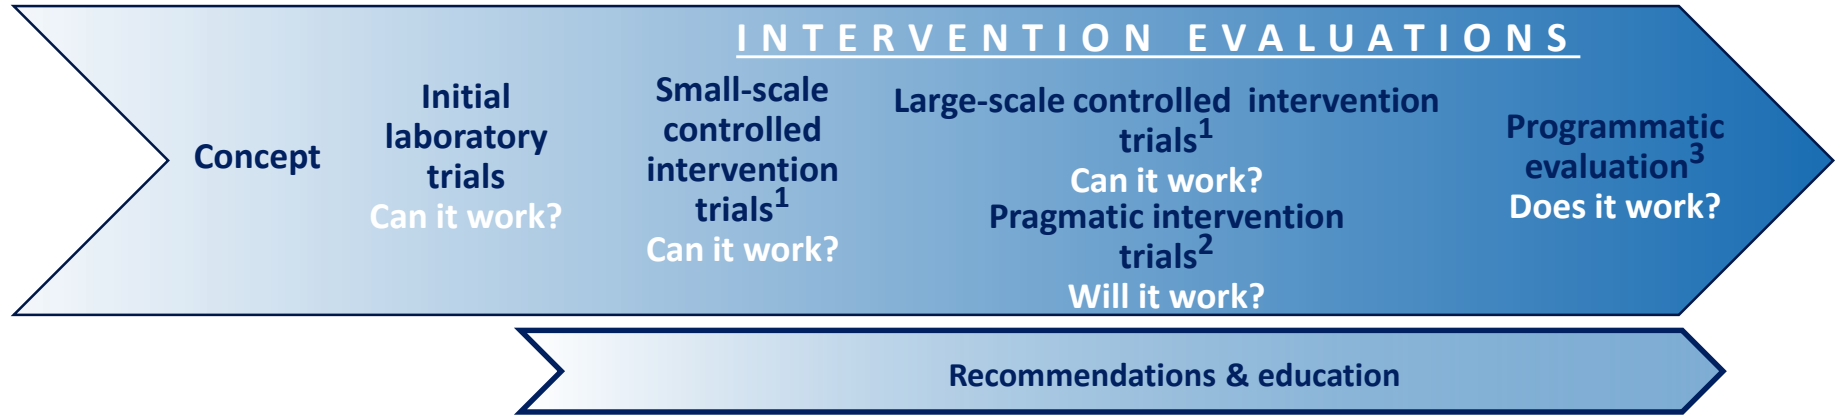 INTERVENTION EVALUATIONS
Concept
Initial
laboratory
trials
Can it work?
Small-scale
controlled
intervention
trials1
Can it work?
Large-scale controlled intervention
trials1
Can it work?
Pragmatic intervention
trials2
Will it work?
Programmatic
evaluation3
Does it work?
Recommendations & education